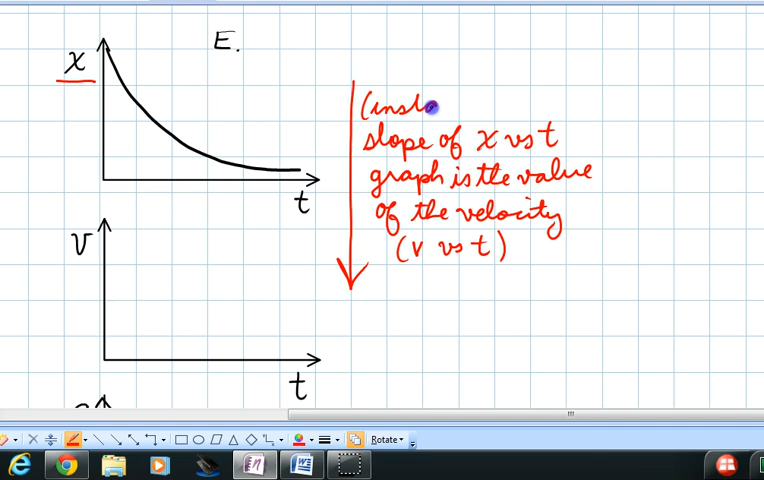 E.
x
(inst
slope of x vs t
graph is the value
of the velocity
(v vs t)
t
v
t
Rotate